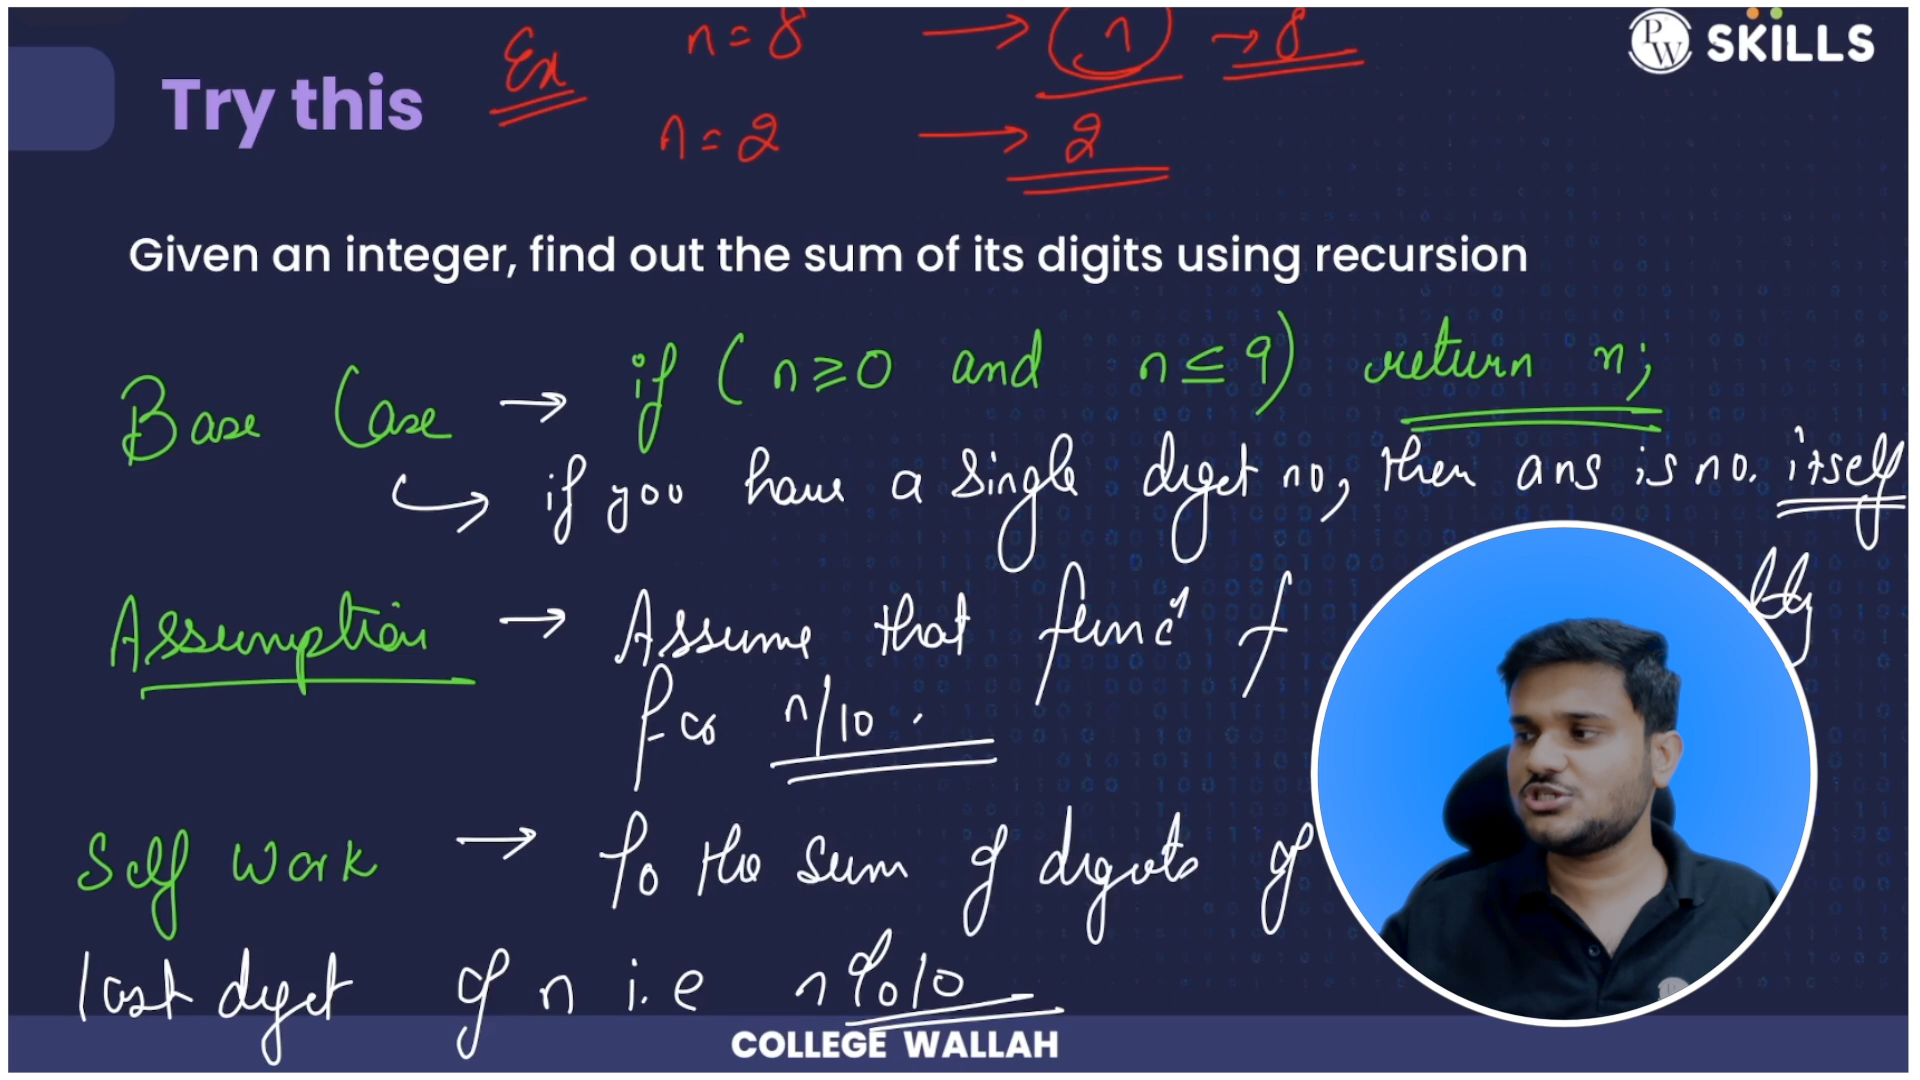 Ex n = 8 → n → 8
PW SKILLS
Try this
n = 2 → 2
Given an integer, find out the sum of its digits using recursion
Base Case → if (n ≥ 0 and n ≤ 9) return n;
↪ if you have a single digit no, then ans is no. itself
Assumption → Assume that func^n f
for n/10.
Self Work → To the sum of digits of
last digit of n i.e n%10
COLLEGE WALLAH